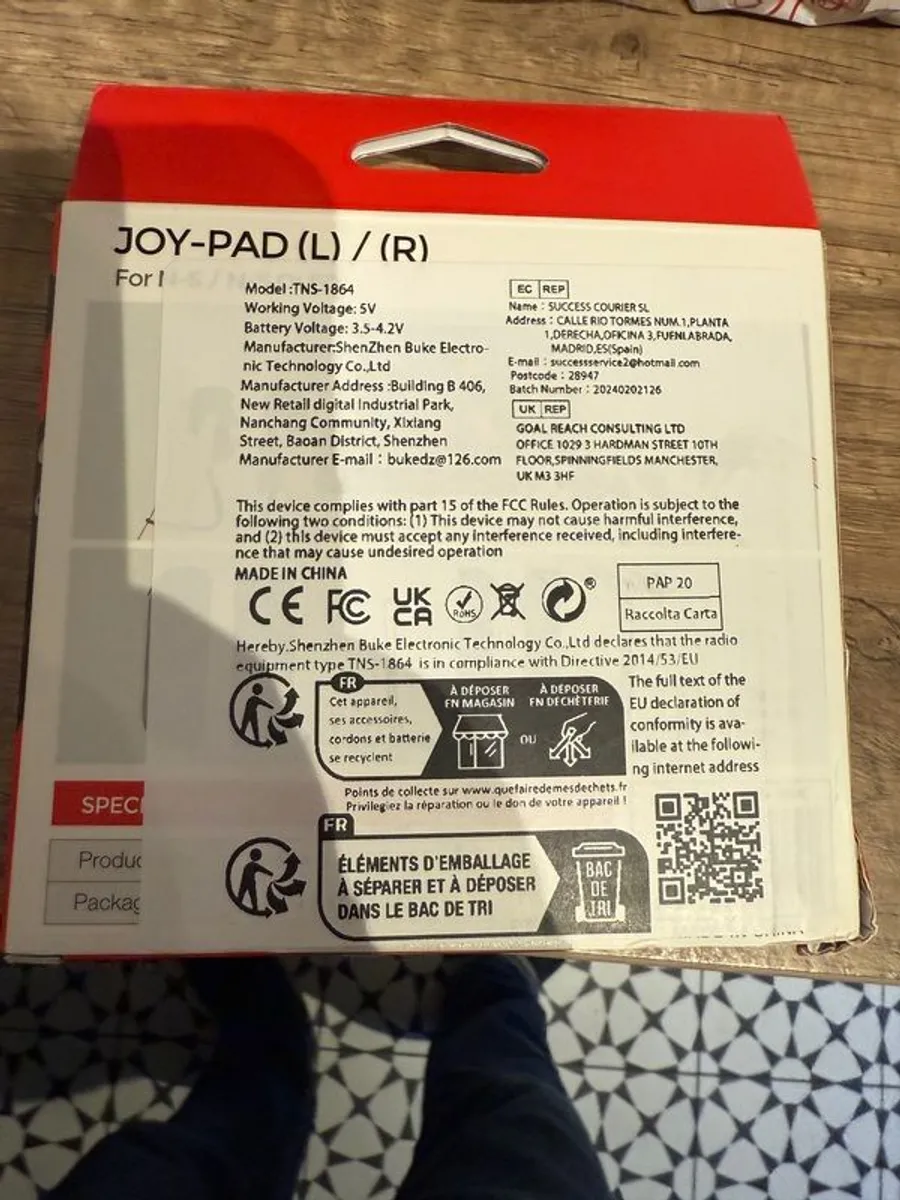 JOY-PAD (L) / (R)
For N-S / N-S
Model :TNS-1864
Working Voltage: 5V
Battery Voltage: 3.5-4.2V
Manufacturer:ShenZhen Buke Electro-
nic Technology Co.,Ltd
Manufacturer Address :Building B 406,
New Retail digital Industrial Park,
Nanchang Community, Xixiang
Street, Baoan District, Shenzhen
Manufacturer E-mail : bukedz@126.com
EC REP
Name : SUCCESS COURIER SL
Address : CALLE RIO TORMES NUM.1,PLANTA
1,DERECHA,OFICINA 3,FUENLABRADA,
MADRID,ES(Spain)
E-mail : successservice2@hotmail.com
Postcode : 28947
Batch Number : 20240202126
UK REP
GOAL REACH CONSULTING LTD
OFFICE 1029 3 HARDMAN STREET 10TH
FLOOR,SPINNINGFIELDS MANCHESTER,
UK M3 3HF
This device complies with part 15 of the FCC Rules. Operation is subject to the
following two conditions: (1) This device may not cause harmful interference,
and (2) this device must accept any interference received, including interfere-
nce that may cause undesired operation
MADE IN CHINA
CE FC UK CA RoHS ®
PAP 20
Raccolta Carta
Hereby.Shenzhen Buke Electronic Technology Co.,Ltd declares that the radio
equipment type TNS-1864 is in compliance with Directive 2014/53/EU
The full text of the
EU declaration of
conformity is ava-
ilable at the followi-
ng internet address
FR
Cet appareil,
ses accessoires,
cordons et batterie
se recyclent
À DÉPOSER
EN MAGASIN
OU
À DÉPOSER
EN DÉCHÈTERIE
Points de collecte sur www.quefairedemesdechets.fr
Privilegiez la réparation ou le don de votre appareil !
FR
ÉLÉMENTS D'EMBALLAGE
À SÉPARER ET À DÉPOSER
DANS LE BAC DE TRI
BAC
DE
TRI
SPECI
Produc
Packag
MADE IN CHINA